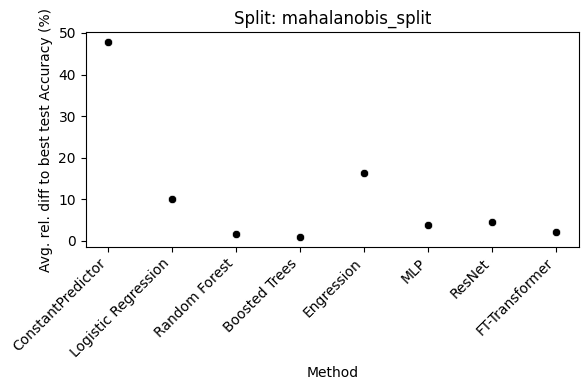 Split: mahalanobis_split
Avg. rel. diff to best test Accuracy (%)
50
40
30
20
10
0
ConstantPredictor
Logistic Regression
Random Forest
Boosted Trees
Engression
MLP
ResNet
FT-Transformer
Method